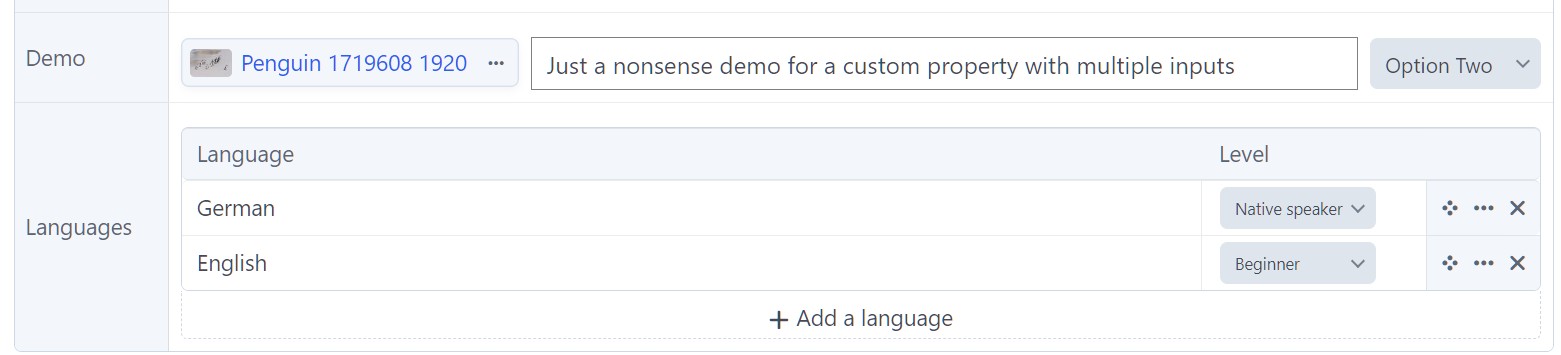 Demo
Penguin 1719608 1920
Just a nonsense demo for a custom property with multiple inputs
Option Two
Languages
Language Level
German Native speaker
English Beginner
+ Add a language